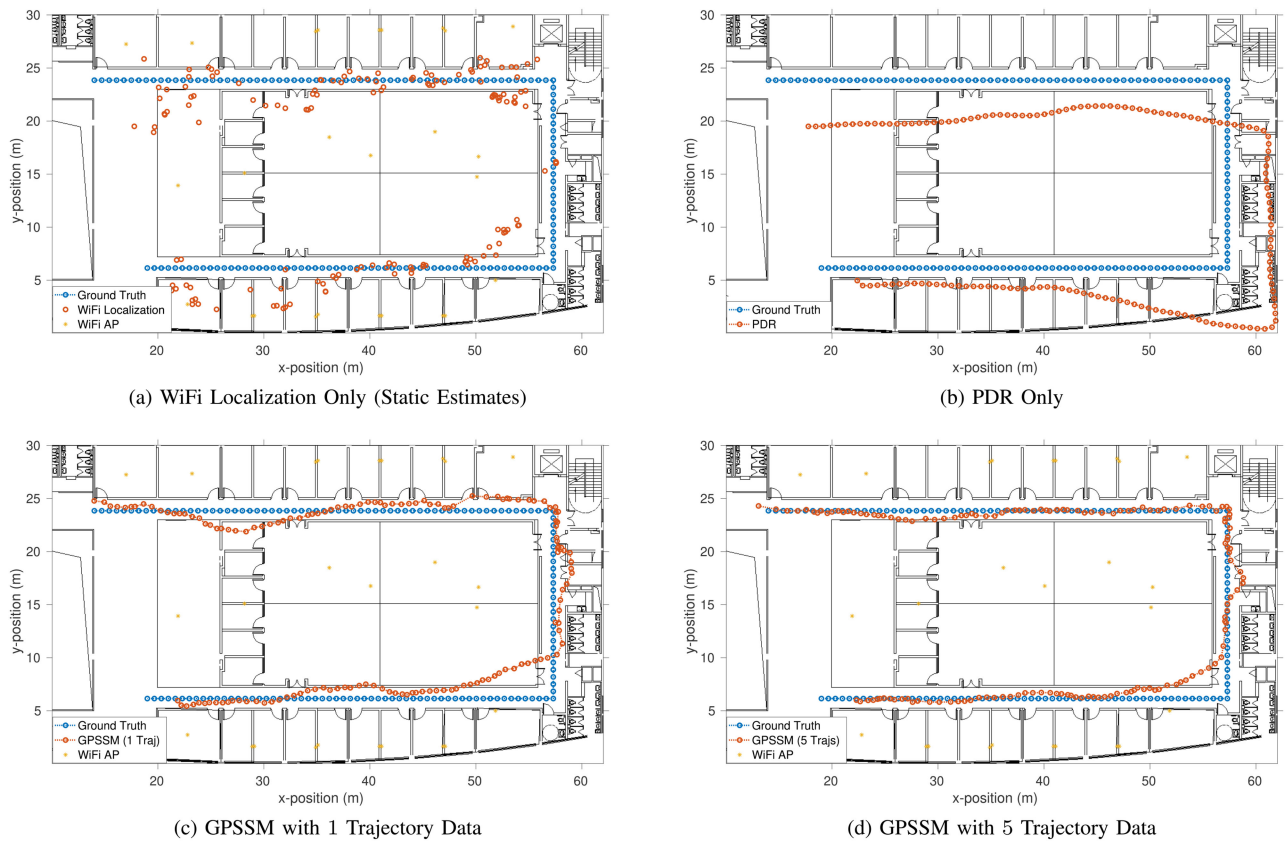 30
25
20
15
10
5
y-position (m)
Ground Truth
WiFi Localization
WiFi AP
20 30 40 50 60
x-position (m)
(a) WiFi Localization Only (Static Estimates)
30
25
20
15
10
5
y-position (m)
Ground Truth
PDR
20 30 40 50 60
x-position (m)
(b) PDR Only
30
25
20
15
10
5
y-position (m)
Ground Truth
GPSSM (1 Traj)
WiFi AP
20 30 40 50 60
x-position (m)
(c) GPSSM with 1 Trajectory Data
30
25
20
15
10
5
y-position (m)
Ground Truth
GPSSM (5 Trajs)
WiFi AP
20 30 40 50 60
x-position (m)
(d) GPSSM with 5 Trajectory Data